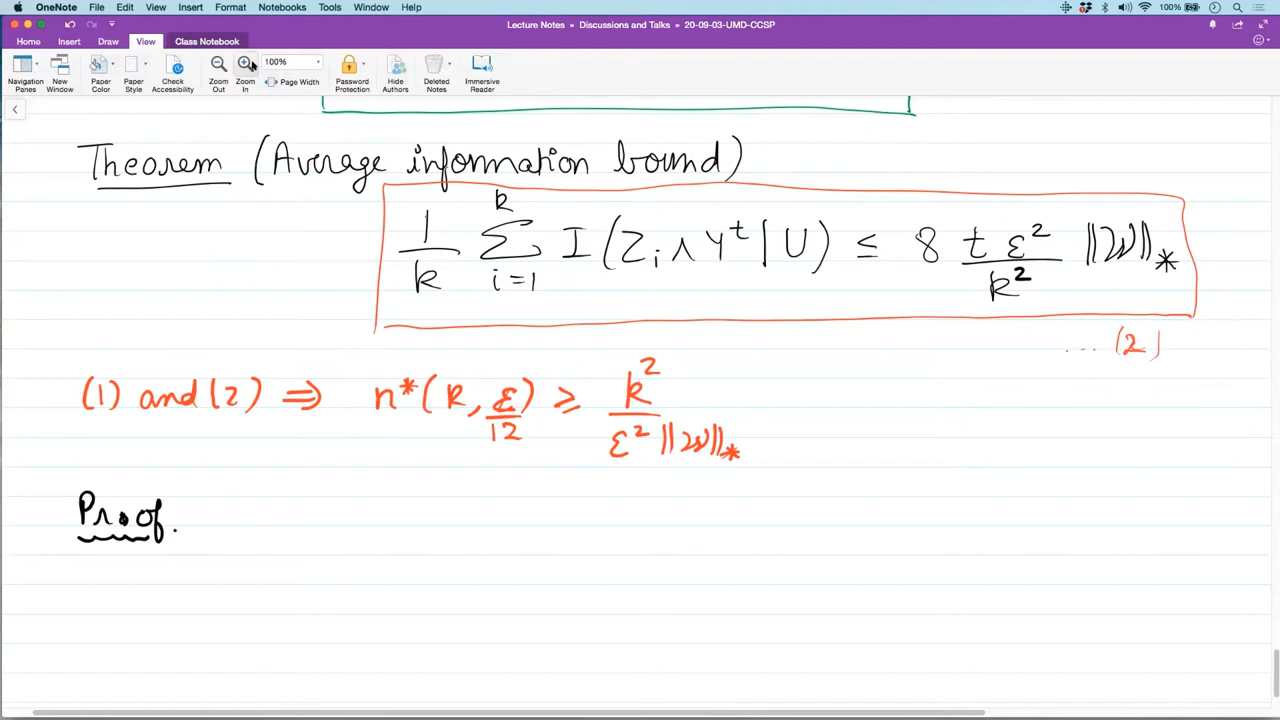 OneNote File Edit View Insert Format Notebooks Tools Window Help 100%
Lecture Notes » Discussions and Talks » 20-09-03-UMD-CCSP
Home Insert Draw View Class Notebook
Navigation Panes New Window Paper Color Paper Style Check Accessibility Zoom Out Zoom In 100% Page Width Password Protection Hide Authors Deleted Notes Immersive Reader
Theorem (Average information bound)
1/k Σ_{i=1}^{k} I(Z_i ∧ Y^t | U) ≤ 8 t ε²/k² ||𝒲||_*
... (2)
(1) and (2) ⇒ n*(k, ε/12) ≥ k²/(ε² ||𝒲||_*)
Proof.